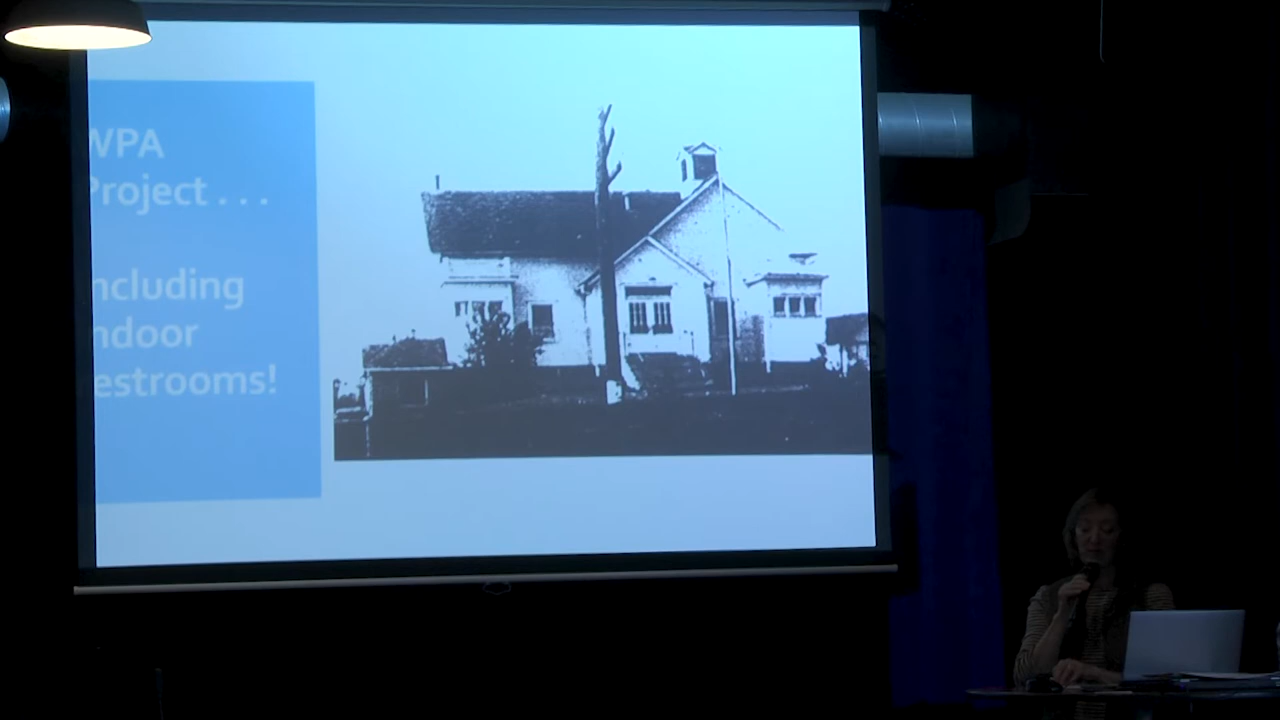 WPA
Project . . .
ncluding
ndoor
estrooms!